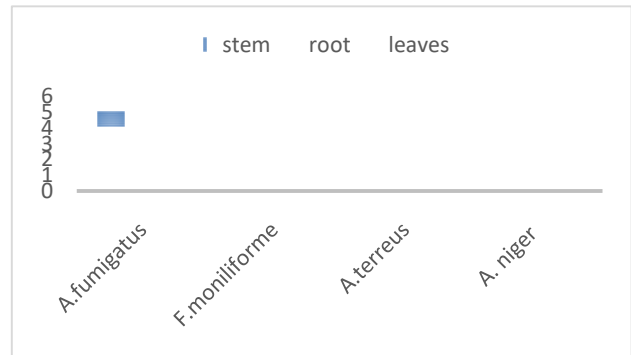 stem root leaves
6
5
4
3
2
1
0
A.fumigatus
F.moniliforme
A.terreus
A. niger